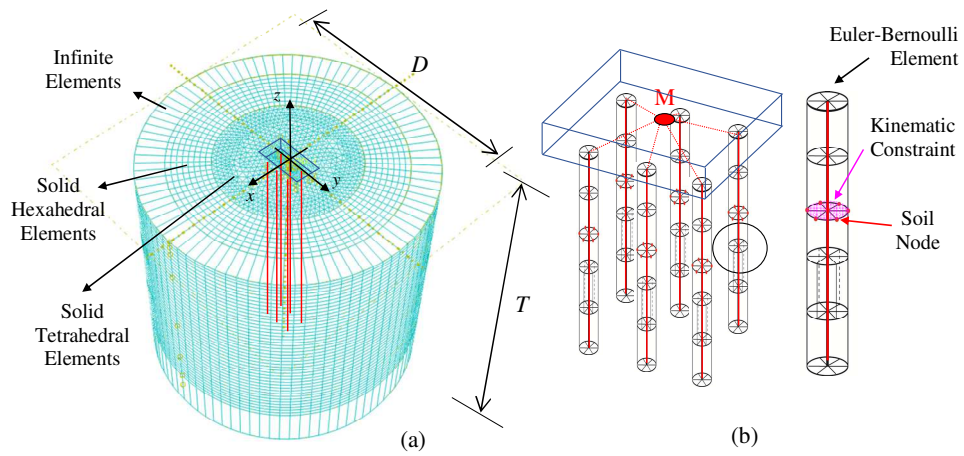 Infinite
Elements
Solid
Hexahedral
Elements
Solid
Tetrahedral
Elements
z
x
y
D
T
(a)
M
Euler-Bernoulli
Element
Kinematic
Constraint
Soil
Node
(b)